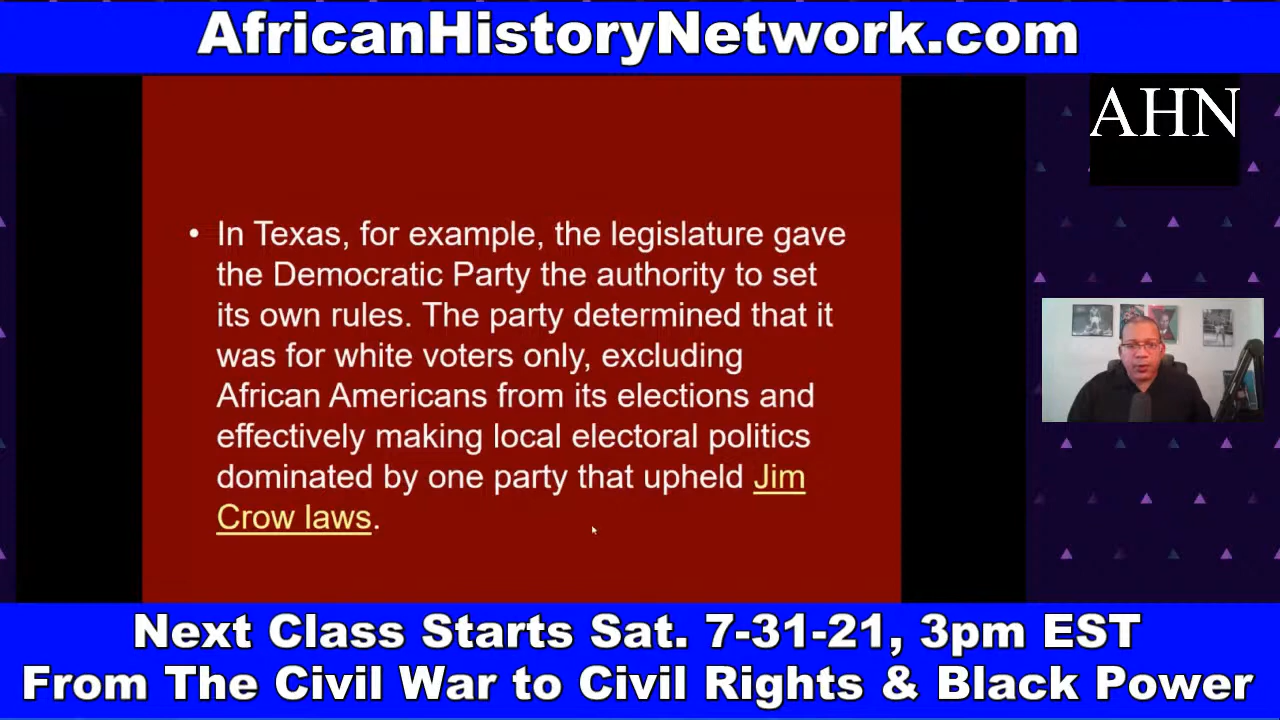 AfricanHistoryNetwork.com
AHN
• In Texas, for example, the legislature gave
the Democratic Party the authority to set
its own rules. The party determined that it
was for white voters only, excluding
African Americans from its elections and
effectively making local electoral politics
dominated by one party that upheld Jim
Crow laws.
Next Class Starts Sat. 7-31-21, 3pm EST
From The Civil War to Civil Rights & Black Power